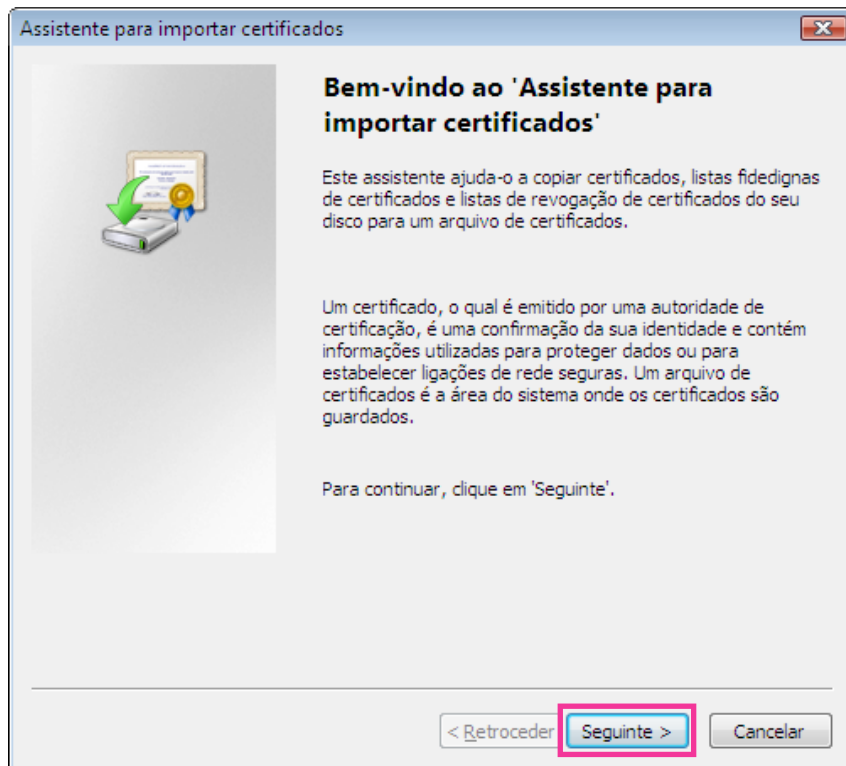 Assistente para importar certificados
Bem-vindo ao 'Assistente para
importar certificados'
Este assistente ajuda-o a copiar certificados, listas fidedignas
de certificados e listas de revogação de certificados do seu
disco para um arquivo de certificados.
Um certificado, o qual é emitido por uma autoridade de
certificação, é uma confirmação da sua identidade e contém
informações utilizadas para proteger dados ou para
estabelecer ligações de rede seguras. Um arquivo de
certificados é a área do sistema onde os certificados são
guardados.
Para continuar, clique em 'Seguinte'.
< Retroceder Seguinte > Cancelar